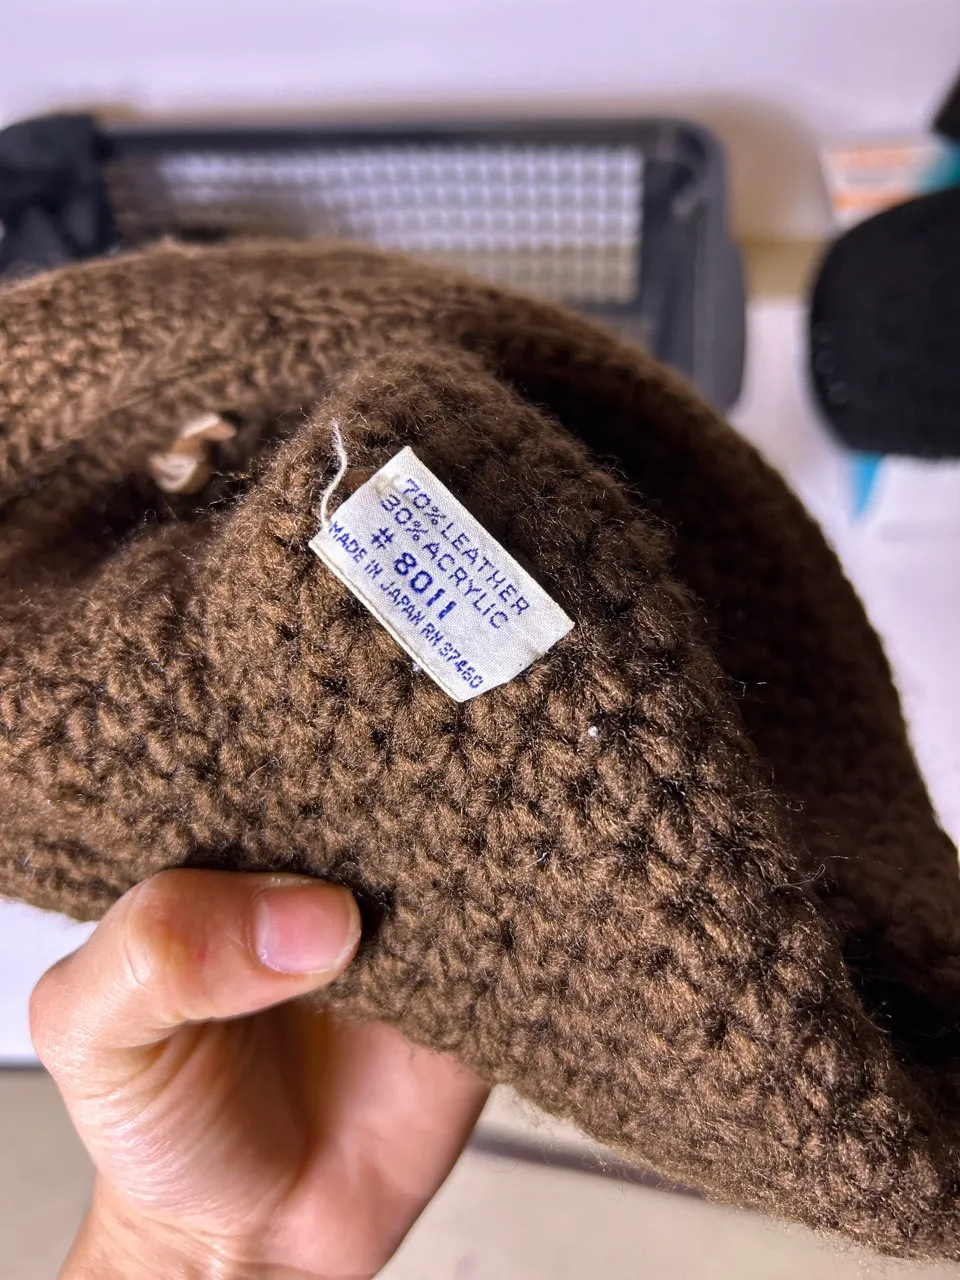 70% LEATHER
30% ACRYLIC
# 8011
MADE IN JAPAN RN 37460